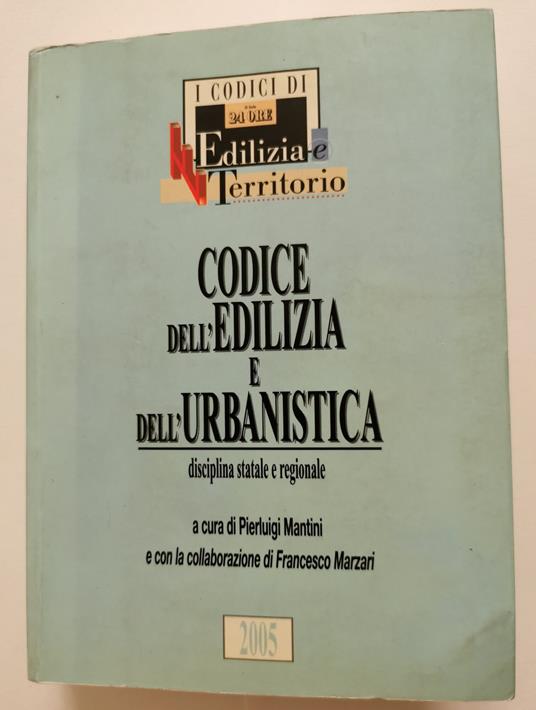 I CODICI DI
Il Sole
24 ORE
Edilizia e
Territorio
CODICE
DELL'EDILIZIA
E
DELL'URBANISTICA
disciplina statale e regionale
a cura di Pierluigi Mantini
e con la collaborazione di Francesco Marzari
2005